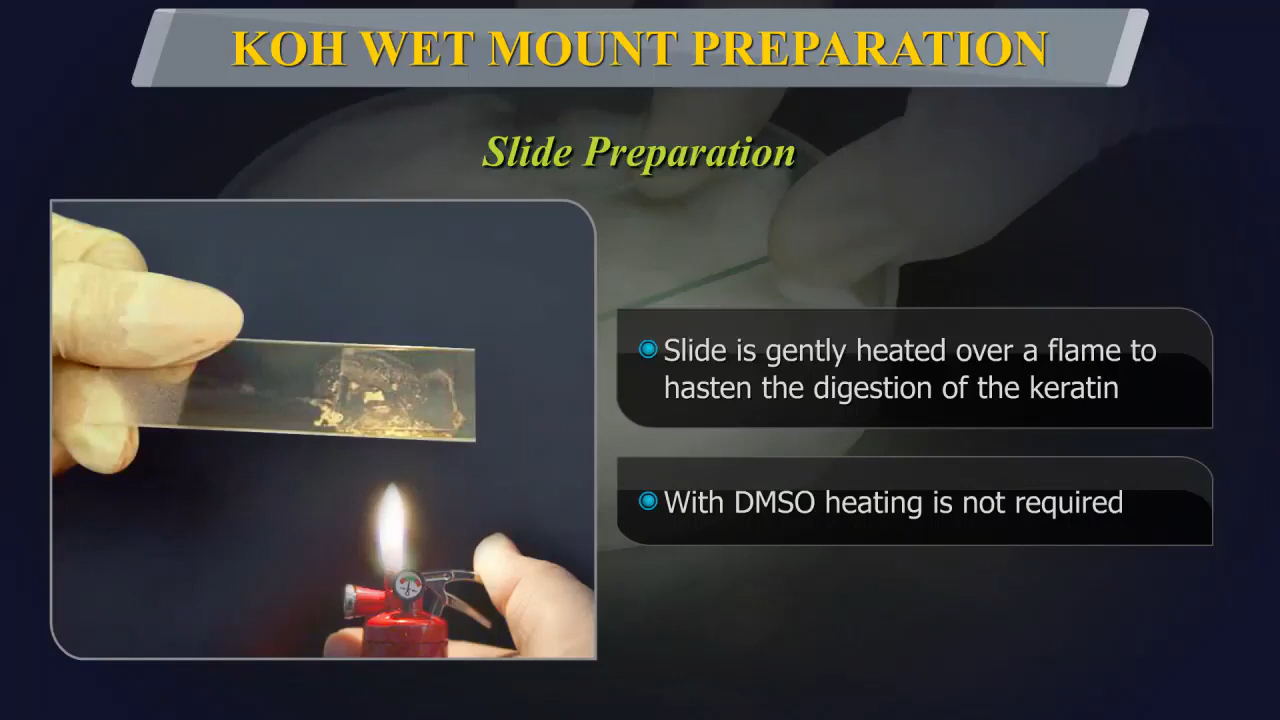 KOH WET MOUNT PREPARATION
Slide Preparation
Slide is gently heated over a flame to
hasten the digestion of the keratin
With DMSO heating is not required